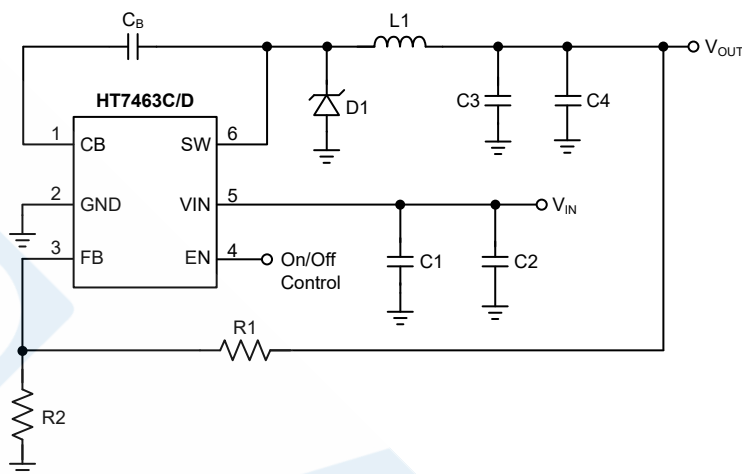 CB
L1
VOUT
HT7463C/D
D1
C3
C4
1
CB
SW
6
2
GND
VIN
5
VIN
3
FB
EN
4
On/Off
Control
C1
C2
R1
R2